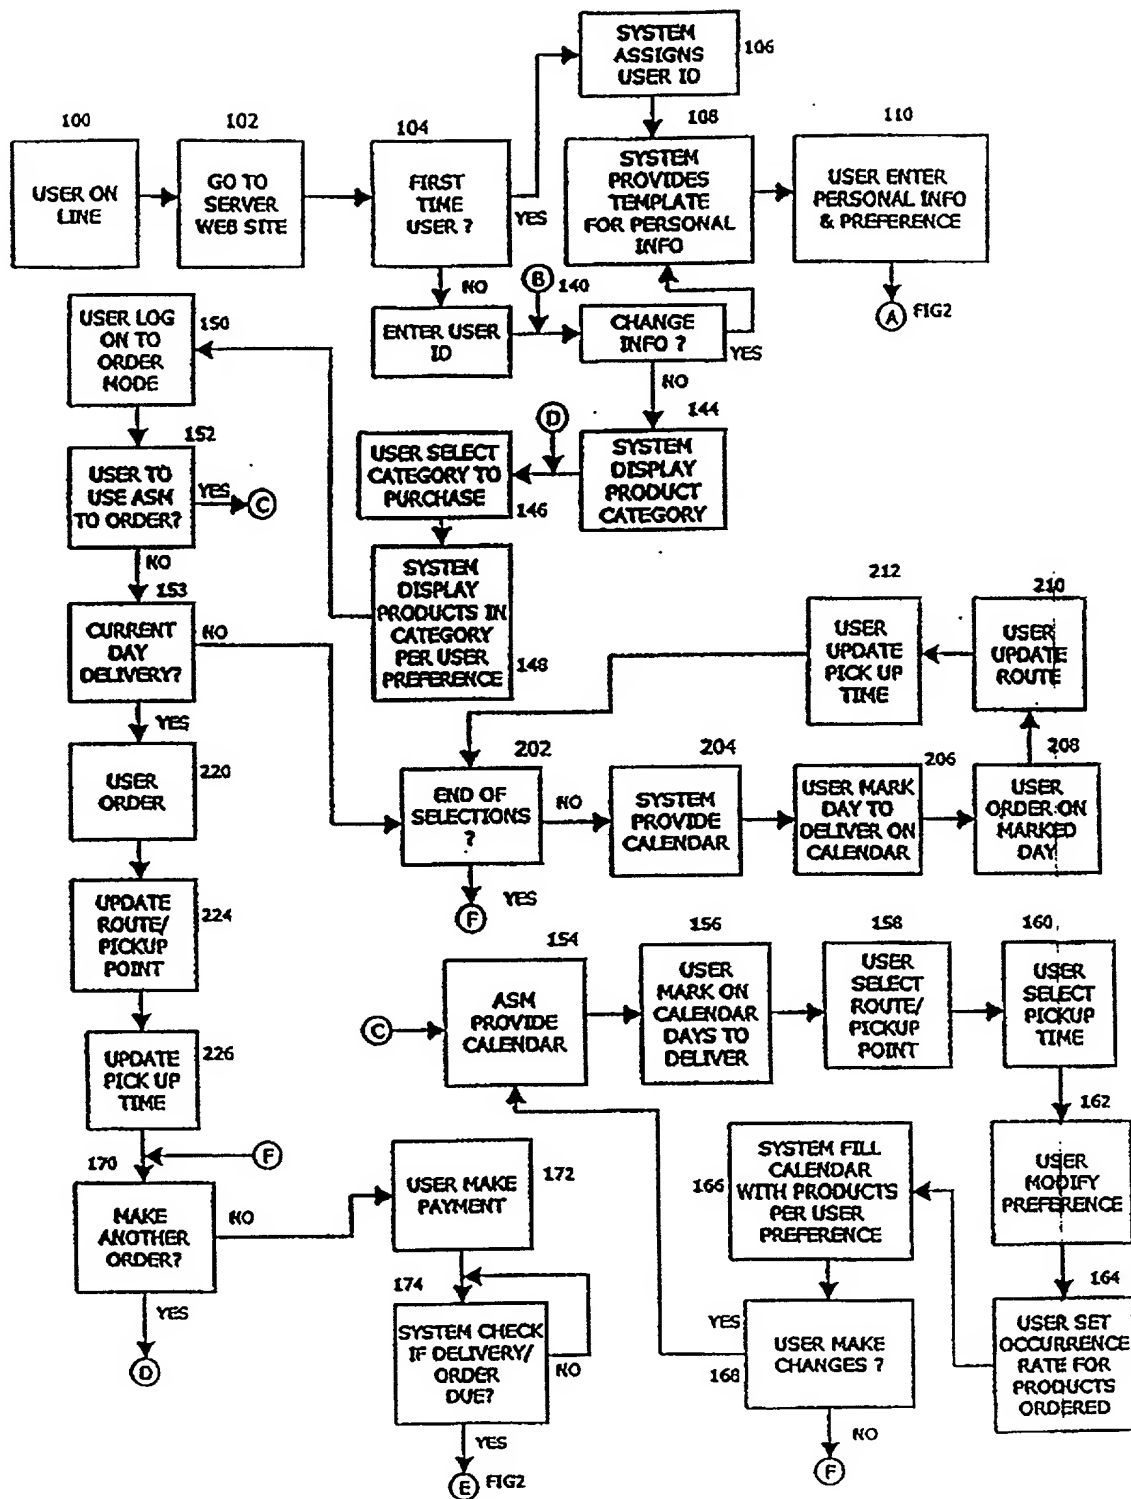 SYSTEM
ASSIGNS
USER ID
106
100
102
104
108
110
USER ON
LINE
GO TO
SERVER
WEB SITE
FIRST
TIME
USER ?
YES
SYSTEM
PROVIDES
TEMPLATE
FOR PERSONAL
INFO
USER ENTER
PERSONAL INFO
& PREFERENCE
NO
B
140
A
FIG2
USER LOG
ON TO
ORDER
MODE
150
ENTER USER
ID
CHANGE
INFO ?
YES
NO
152
D
144
USER TO
USE ASM
TO ORDER?
YES
C
USER SELECT
CATEGORY TO
PURCHASE
146
SYSTEM
DISPLAY
PRODUCT
CATEGORY
NO
153
SYSTEM
DISPLAY
PRODUCTS IN
CATEGORY
PER USER
PREFERENCE
148
CURRENT
DAY
DELIVERY?
NO
212
210
USER
UPDATE
PICK UP
TIME
USER
UPDATE
ROUTE
YES
USER
ORDER
220
202
204
206
208
END OF
SELECTIONS
?
NO
SYSTEM
PROVIDE
CALENDAR
USER MARK
DAY TO
DELIVER ON
CALENDAR
USER
ORDER ON
MARKED
DAY
YES
F
UPDATE
ROUTE/
PICKUP
POINT
224
154
156
158
160
C
ASM
PROVIDE
CALENDAR
USER
MARK ON
CALENDAR
DAYS TO
DELIVER
USER
SELECT
ROUTE/
PICKUP
POINT
USER
SELECT
PICKUP
TIME
UPDATE
PICK UP
TIME
226
162
F
170
MAKE
ANOTHER
ORDER?
NO
USER MAKE
PAYMENT
172
166
SYSTEM FILL
CALENDAR
WITH PRODUCTS
PER USER
PREFERENCE
USER
MODIFY
PREFERENCE
164
YES
D
174
SYSTEM CHECK
IF DELIVERY/
ORDER
DUE?
NO
YES
168
USER MAKE
CHANGES ?
USER SET
OCCURRENCE
RATE FOR
PRODUCTS
ORDERED
YES
E
FIG2
NO
F